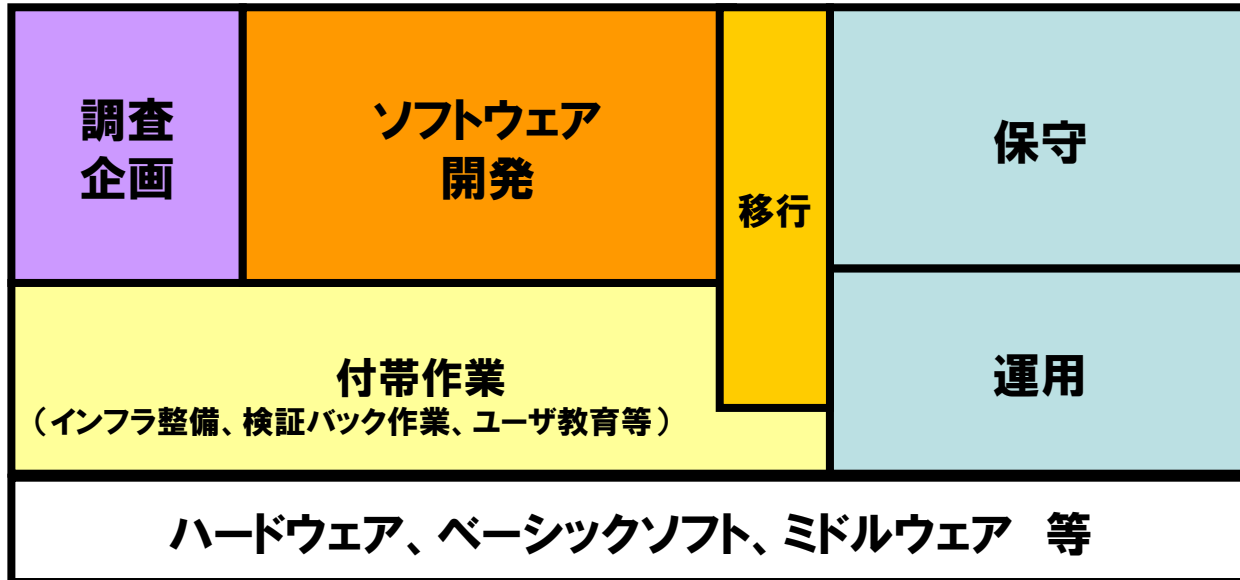 調査
企画
ソフトウェア
開発
移行
保守
付帯作業
（インフラ整備、検証バック作業、ユーザ教育等）
運用
ハードウェア、ベーシックソフト、ミドルウェア　等